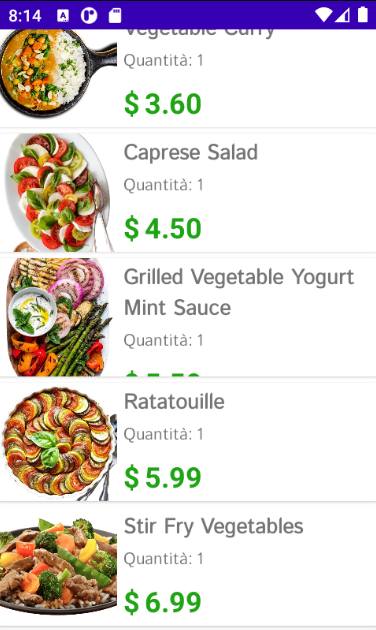 8:14
Vegetable Curry
Quantità: 1
$ 3.60
Caprese Salad
Quantità: 1
$ 4.50
Grilled Vegetable Yogurt
Mint Sauce
Quantità: 1
Ratatouille
Quantità: 1
$ 5.99
Stir Fry Vegetables
Quantità: 1
$ 6.99